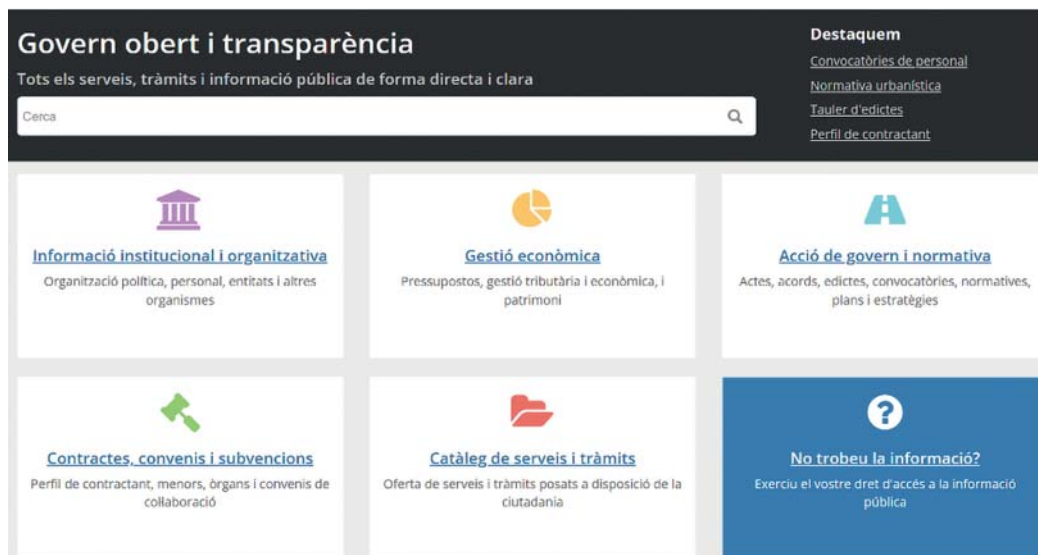 Govern obert i transparència
Tots els serveis, tràmits i informació pública de forma directa i clara
Cerca
Destaquem
Convocatòries de personal
Normativa urbanística
Tauler d'edictes
Perfil de contractant
Informació institucional i organitzativa
Organització política, personal, entitats i altres
organismes
Gestió econòmica
Pressupostos, gestió tributària i econòmica, i
patrimoni
Acció de govern i normativa
Actes, acords, edictes, convocatòries, normatives,
plans i estratègies
Contractes, convenis i subvencions
Perfil de contractant, menors, òrgans i convenis de
col·laboració
Catàleg de serveis i tràmits
Oferta de serveis i tràmits posats a disposició de la
ciutadania
No trobeu la informació?
Exerciu el vostre dret d'accés a la informació
pública